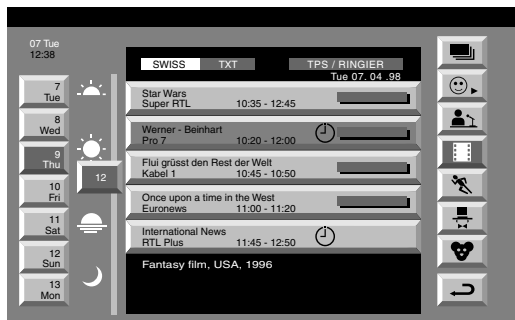 07 Tue
12:38
SWISS TXT TPS / RINGIER
Tue 07. 04 .98
7
Tue
8
Wed
9
Thu
10
Fri
11
Sat
12
Sun
13
Mon
12
Star Wars
Super RTL 10:35 - 12:45
Werner - Beinhart
Pro 7 10:20 - 12:00
Flui grüsst den Rest der Welt
Kabel 1 10:45 - 10:50
Once upon a time in the West
Euronews 11:00 - 11:20
International News
RTL Plus 11:45 - 12:50
Fantasy film, USA, 1996